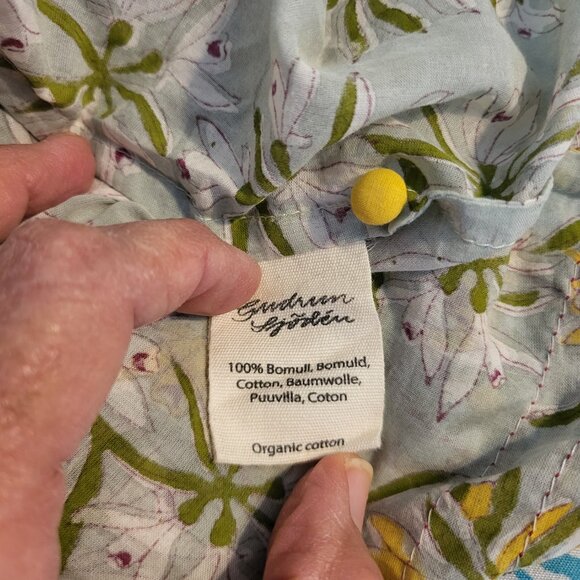 Gudrun
Sjödén
100% Bomull, Bomuld,
Cotton, Baumwolle,
Puuvilla, Coton
Organic cotton